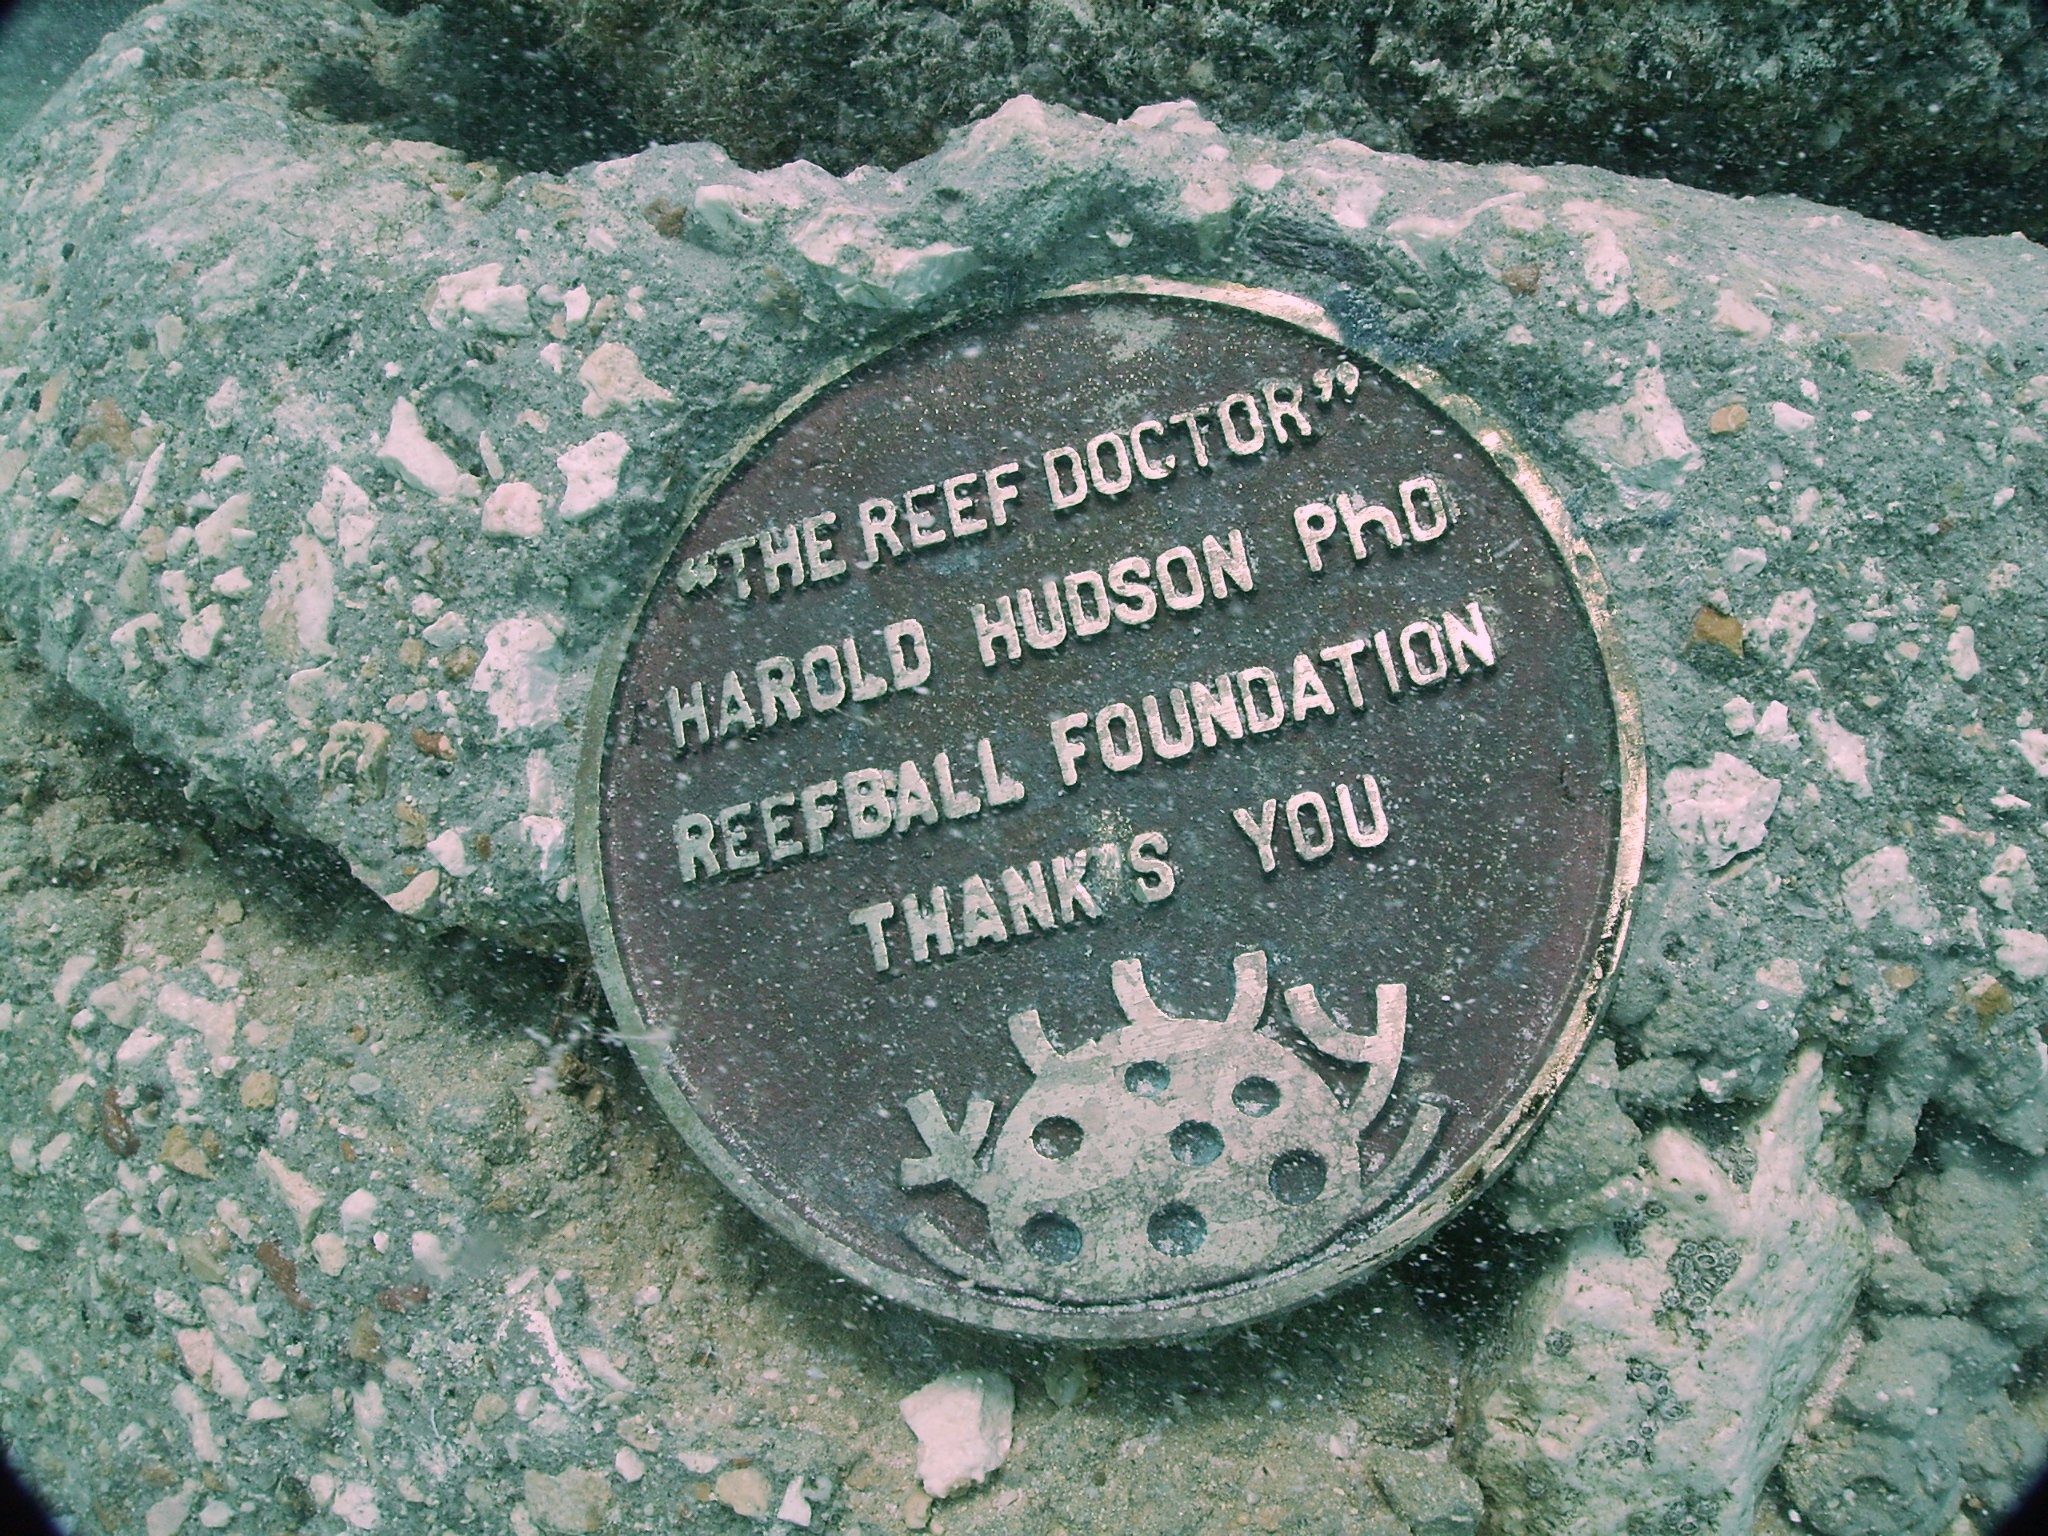 “THE REEF DOCTOR”
HAROLD HUDSON PhD
REEFBALL FOUNDATION
THANK'S YOU